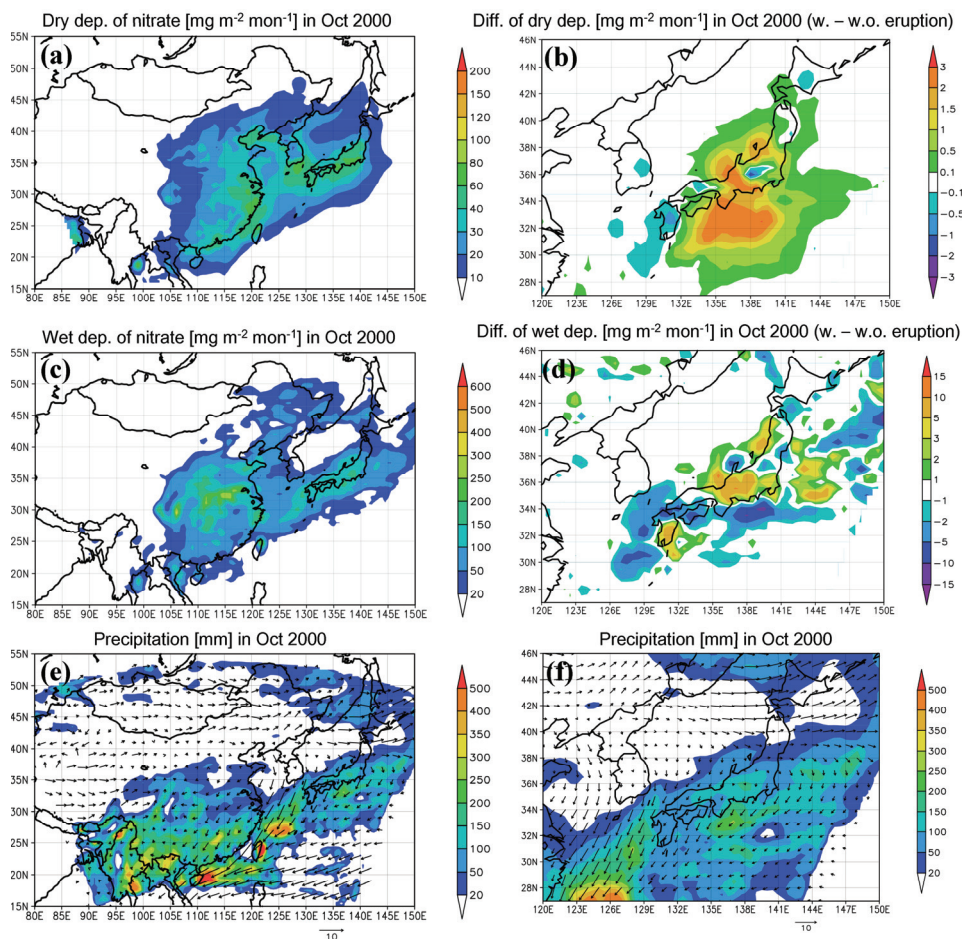 Dry dep. of nitrate [mg m⁻² mon⁻¹] in Oct 2000
(a)
55N
50N
45N
40N
35N
30N
25N
20N
15N
80E 85E 90E 95E 100E 105E 110E 115E 120E 125E 130E 135E 140E 145E 150E
200
150
120
100
80
60
40
30
20
10
Diff. of dry dep. [mg m⁻² mon⁻¹] in Oct 2000 (w. – w.o. eruption)
(b)
46N
44N
42N
40N
38N
36N
34N
32N
30N
28N
120E 123E 126E 129E 132E 135E 138E 141E 144E 147E 150E
3
2
1.5
1
0.5
0.1
−0.1
−0.5
−1
−2
−3
Wet dep. of nitrate [mg m⁻² mon⁻¹] in Oct 2000
(c)
55N
50N
45N
40N
35N
30N
25N
20N
15N
80E 85E 90E 95E 100E 105E 110E 115E 120E 125E 130E 135E 140E 145E 150E
600
500
400
300
250
200
150
100
50
20
Diff. of wet dep. [mg m⁻² mon⁻¹] in Oct 2000 (w. – w.o. eruption)
(d)
46N
44N
42N
40N
38N
36N
34N
32N
30N
28N
120E 123E 126E 129E 132E 135E 138E 141E 144E 147E 150E
15
10
5
3
2
1
−1
−2
−5
−10
−15
Precipitation [mm] in Oct 2000
(e)
55N
50N
45N
40N
35N
30N
25N
20N
15N
80E 85E 90E 95E 100E 105E 110E 115E 120E 125E 130E 135E 140E 145E 150E
10
500
400
350
300
250
200
150
100
50
20
Precipitation [mm] in Oct 2000
(f)
46N
44N
42N
40N
38N
36N
34N
32N
30N
28N
120E 123E 126E 129E 132E 135E 138E 141E 144E 147E 150E
10
500
400
350
300
250
200
150
100
50
20